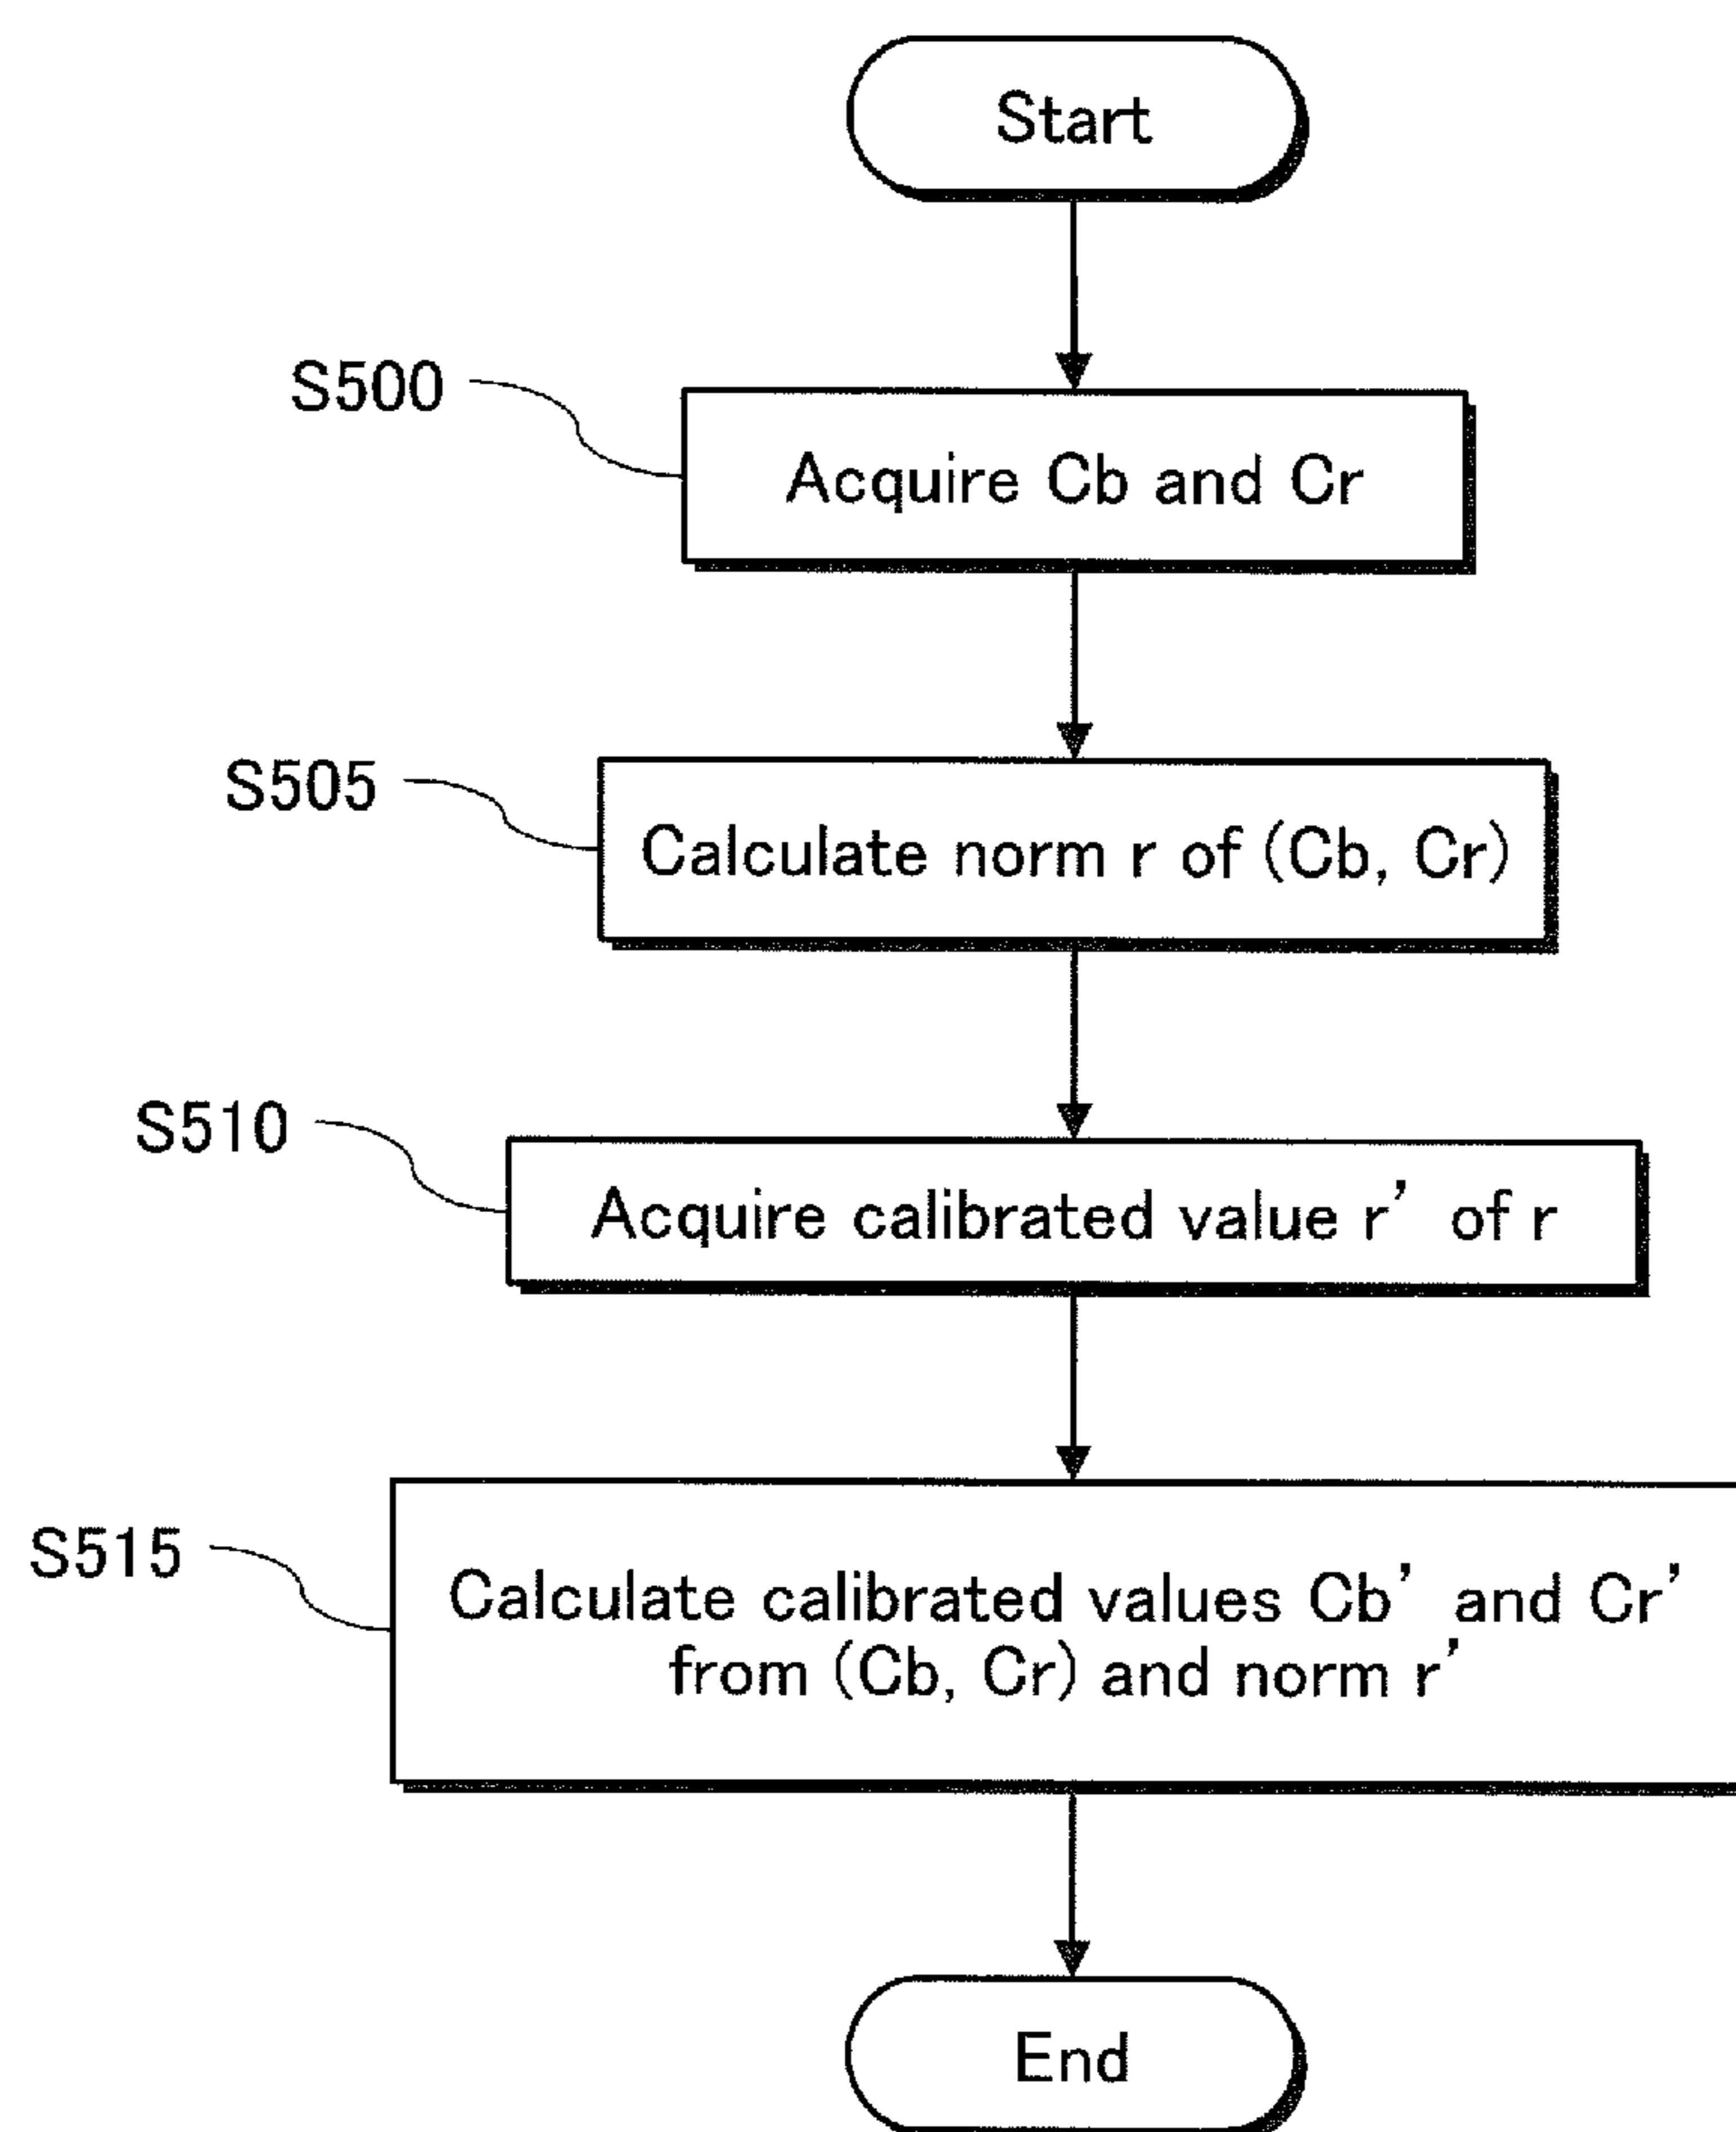 Start
S500
Acquire Cb and Cr
S505
Calculate norm r of (Cb, Cr)
S510
Acquire calibrated value r’ of r
S515
Calculate calibrated values Cb’ and Cr’
from (Cb, Cr) and norm r’
End